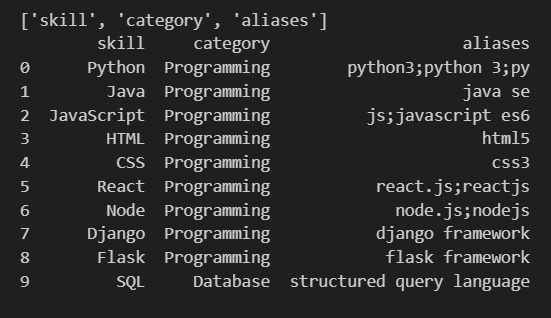 ['skill', 'category', 'aliases']
skill category aliases
0 Python Programming python3;python 3;py
1 Java Programming java se
2 JavaScript Programming js;javascript es6
3 HTML Programming html5
4 CSS Programming css3
5 React Programming react.js;reactjs
6 Node Programming node.js;nodejs
7 Django Programming django framework
8 Flask Programming flask framework
9 SQL Database structured query language